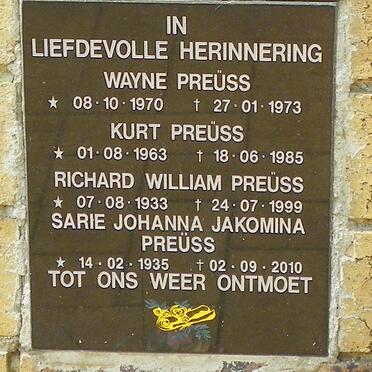 IN
LIEFDEVOLLE HERINNERING
WAYNE PREÜSS
★ 08·10·1970 † 27·01·1973
KURT PREÜSS
★ 01·08·1963 † 18·06·1985
RICHARD WILLIAM PREÜSS
★ 07·08·1933 † 24·07·1999
SARIE JOHANNA JAKOMINA
PREÜSS
★ 14·02·1935 † 02·09·2010
TOT ONS WEER ONTMOET